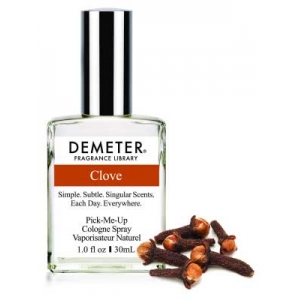 DEMETER®
FRAGRANCE LIBRARY
Clove
Simple. Subtle. Singular Scents.
Each Day. Everywhere.
Pick-Me-Up
Cologne Spray
Vaporisateur Naturel
1.0 fl oz | 30mL